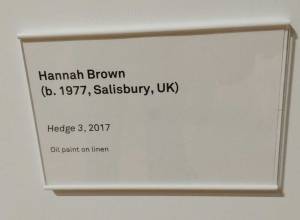 Hannah Brown
(b. 1977, Salisbury, UK)
Hedge 3, 2017
Oil paint on linen